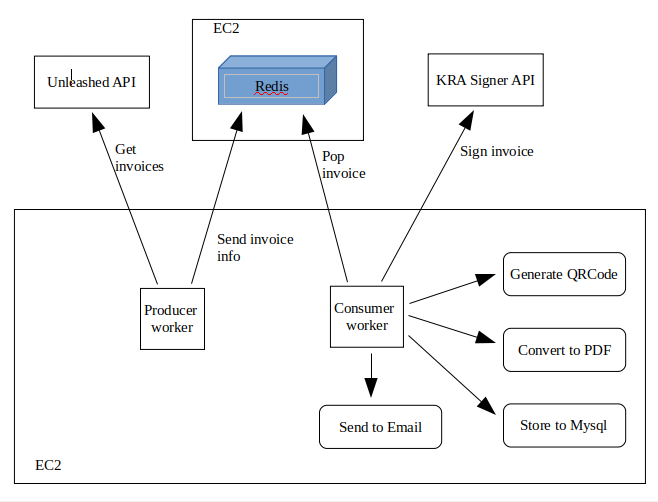 EC2
Unleashed API
Redis
KRA Signer API
Get
invoices
Pop
invoice
Sign invoice
Send invoice
info
Producer
worker
Consumer
worker
Generate QRCode
Convert to PDF
Store to Mysql
Send to Email
EC2